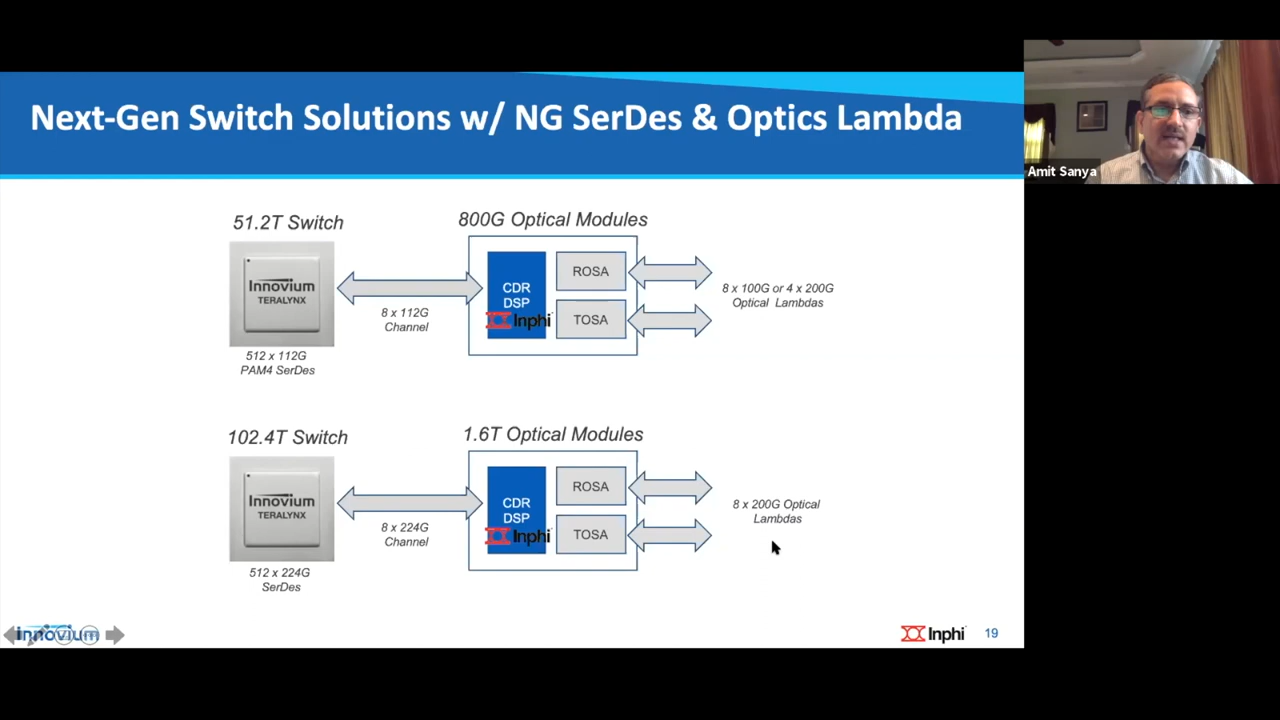 Next-Gen Switch Solutions w/ NG SerDes & Optics Lambda
Amit Sanya
51.2T Switch
800G Optical Modules
Innovium
TERALYNX
8 x 112G
Channel
CDR
DSP
Inphi
ROSA
TOSA
8 x 100G or 4 x 200G
Optical Lambdas
512 x 112G
PAM4 SerDes
102.4T Switch
1.6T Optical Modules
Innovium
TERALYNX
8 x 224G
Channel
CDR
DSP
Inphi
ROSA
TOSA
8 x 200G Optical
Lambdas
512 x 224G
SerDes
innovium
Inphi
19